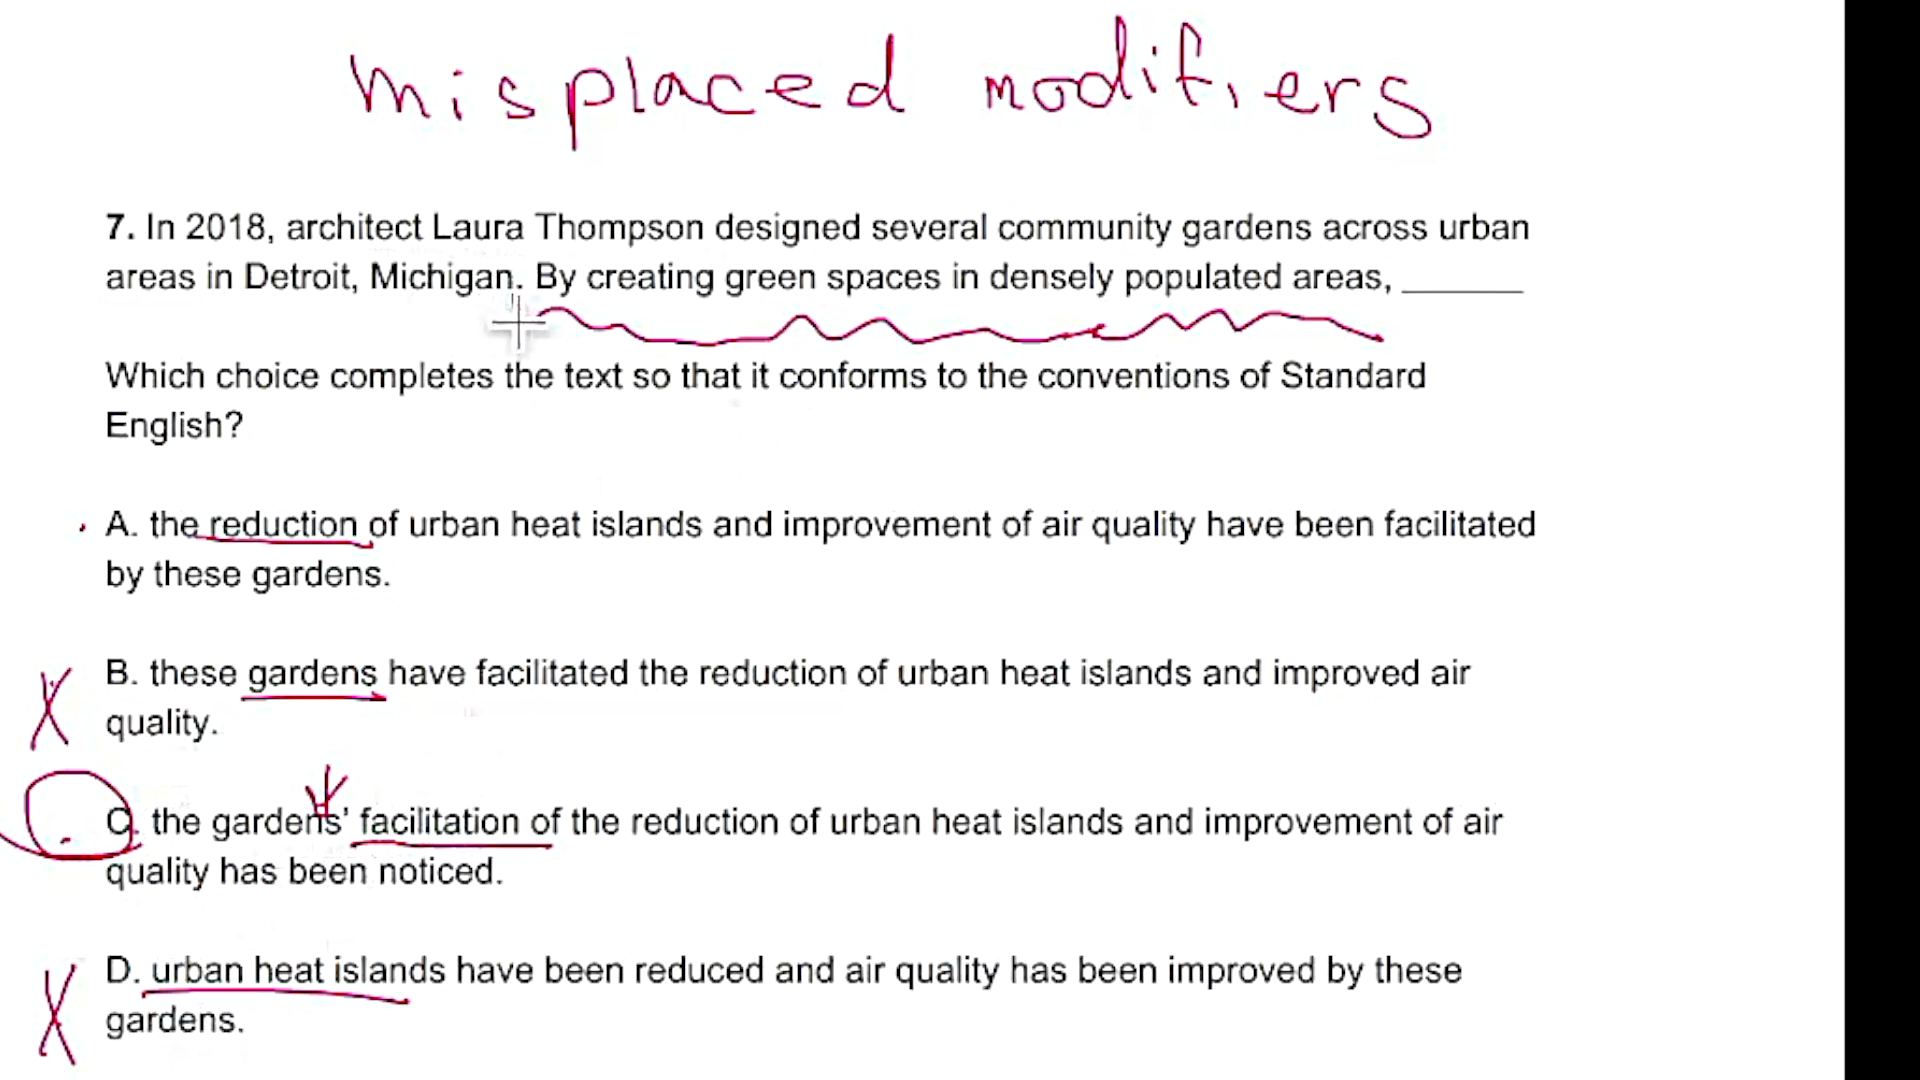 misplaced modifiers
7. In 2018, architect Laura Thompson designed several community gardens across urban
areas in Detroit, Michigan. By creating green spaces in densely populated areas, ______
Which choice completes the text so that it conforms to the conventions of Standard
English?
A. the reduction of urban heat islands and improvement of air quality have been facilitated
by these gardens.
B. these gardens have facilitated the reduction of urban heat islands and improved air
quality.
C. the gardens' facilitation of the reduction of urban heat islands and improvement of air
quality has been noticed.
D. urban heat islands have been reduced and air quality has been improved by these
gardens.